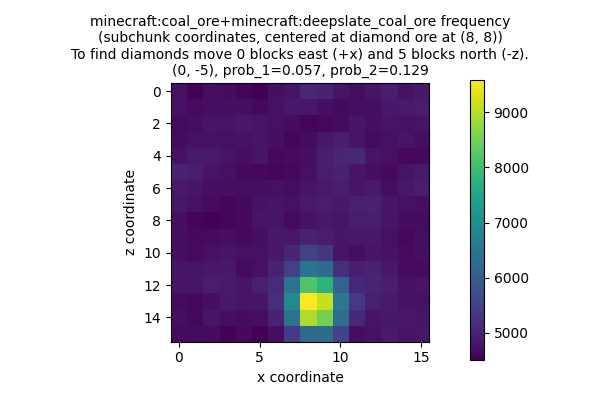 minecraft:coal_ore+minecraft:deepslate_coal_ore frequency
(subchunk coordinates, centered at diamond ore at (8, 8))
To find diamonds move 0 blocks east (+x) and 5 blocks north (-z).
(0, -5), prob_1=0.057, prob_2=0.129
0
2
4
6
8
10
12
14
z coordinate
0
5
10
15
x coordinate
9000
8000
7000
6000
5000